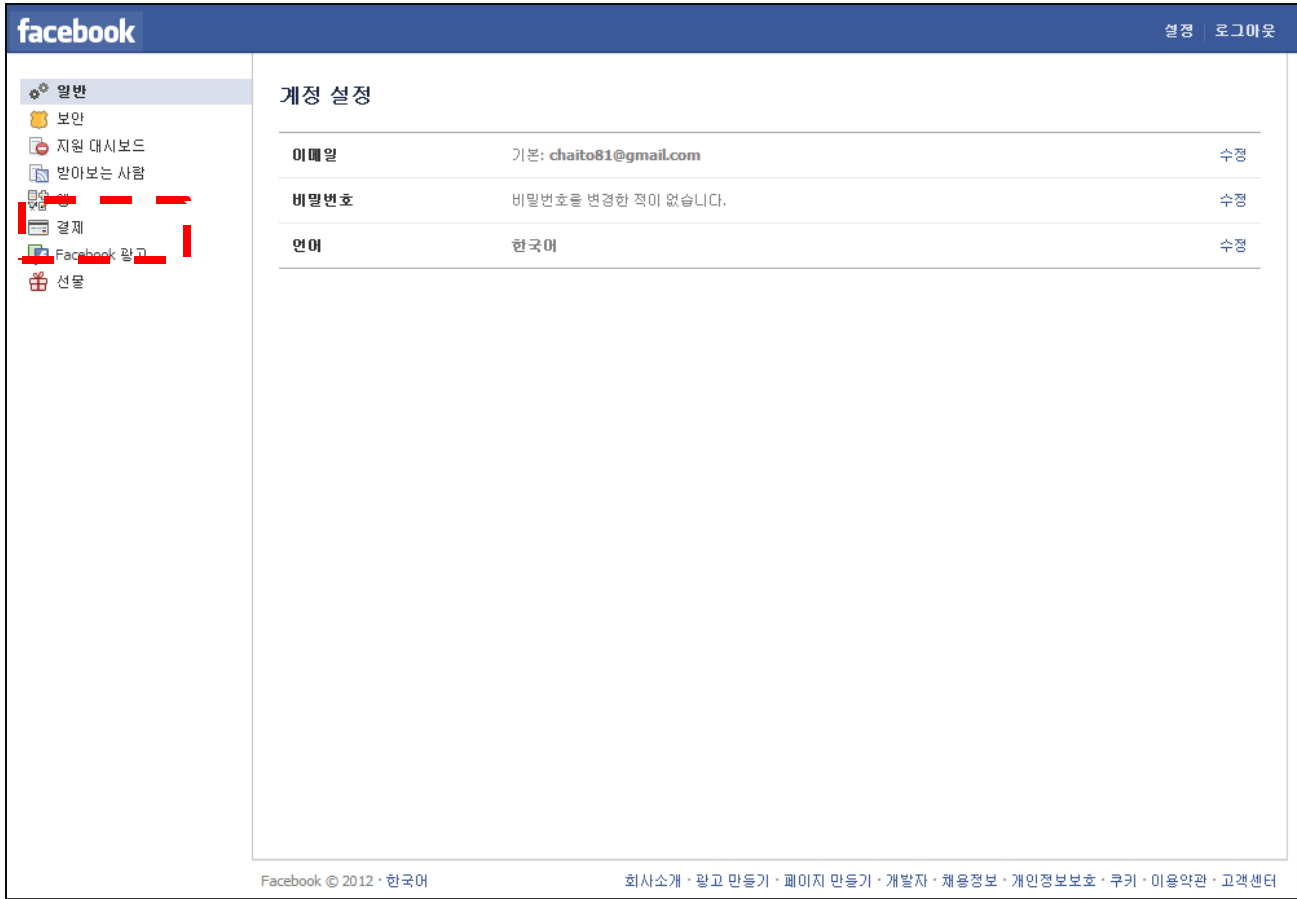 facebook
설정 로그아웃
일반
보안
지원 대시보드
받아보는 사람
앱
결제
Facebook 광고
선물
계정 설정
이메일 기본: chaito81@gmail.com 수정
비밀번호 비밀번호를 변경한 적이 없습니다. 수정
언어 한국어 수정
Facebook © 2012 · 한국어
회사소개 · 광고 만들기 · 페이지 만들기 · 개발자 · 채용정보 · 개인정보보호 · 쿠키 · 이용약관 · 고객센터